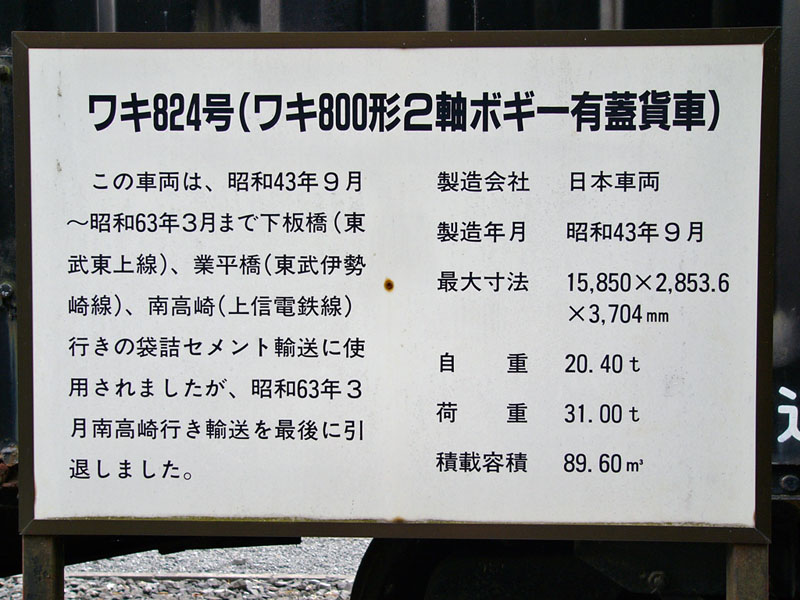 ワキ824号(ワキ800形2軸ボギー有蓋貨車)
この車両は、昭和43年9月
～昭和63年3月まで下板橋(東
武東上線)、業平橋(東武伊勢
崎線)、南高崎(上信電鉄線)
行きの袋詰セメント輸送に使
用されましたが、昭和63年3
月南高崎行き輸送を最後に引
退しました。
製造会社 日本車両
製造年月 昭和43年9月
最大寸法 15,850×2,853.6
×3,704mm
自重 20.40t
荷重 31.00t
積載容積 89.60m³